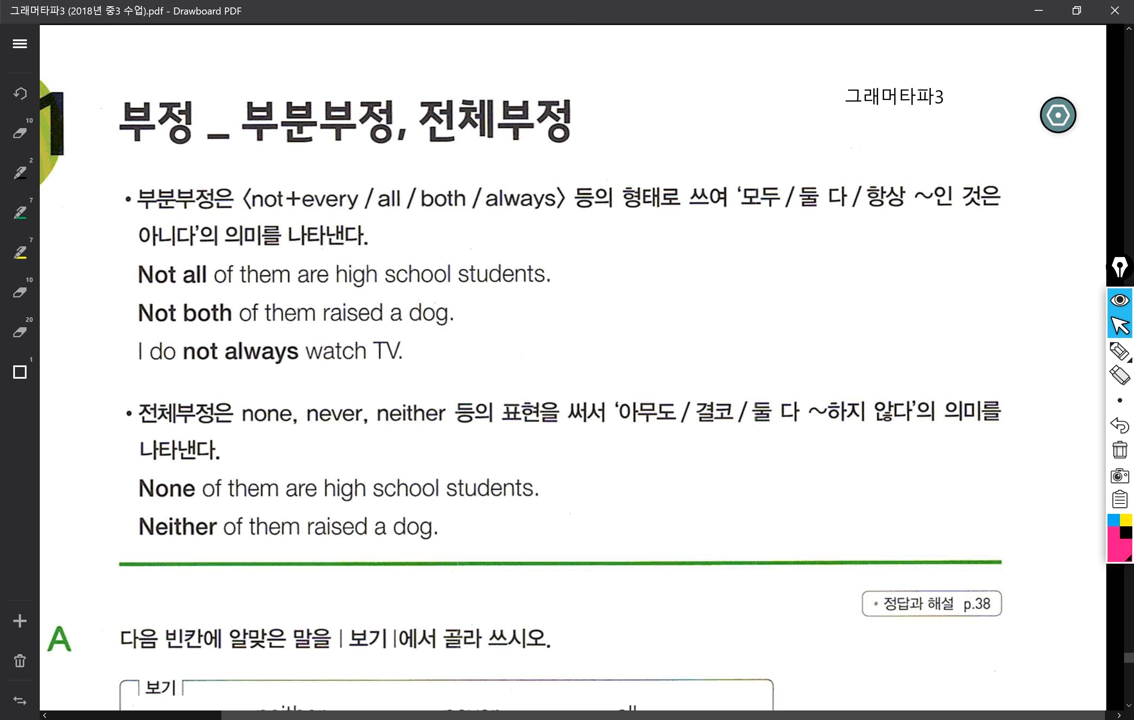 그래머타파3 (2018년 중3 수업).pdf - Drawboard PDF
그래머타파3
1
부정 _ 부분부정, 전체부정
• 부분부정은 〈not+every / all / both / always〉 등의 형태로 쓰여 ‘모두 / 둘 다 / 항상 ~인 것은
아니다’의 의미를 나타낸다.
Not all of them are high school students.
Not both of them raised a dog.
I do not always watch TV.
• 전체부정은 none, never, neither 등의 표현을 써서 ‘아무도 / 결코 / 둘 다 ~하지 않다’의 의미를
나타낸다.
None of them are high school students.
Neither of them raised a dog.
• 정답과 해설 p.38
A 다음 빈칸에 알맞은 말을 | 보기 |에서 골라 쓰시오.
보기
10
2
7
7
10
20
1